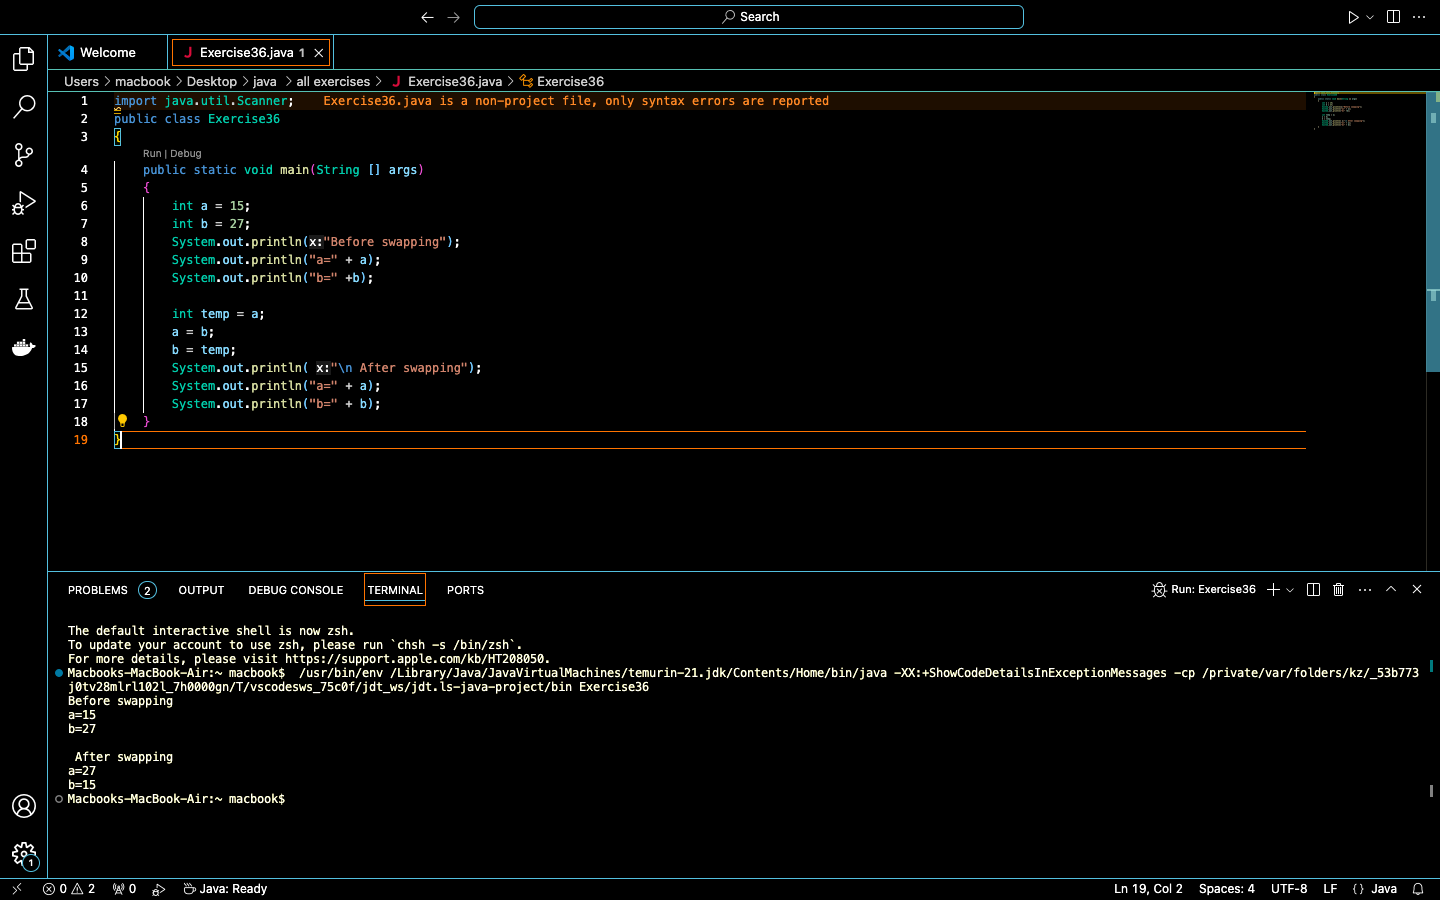 Search
Welcome
J Exercise36.java 1
Users > macbook > Desktop > java > all exercises > J Exercise36.java > Exercise36
1 import java.util.Scanner; Exercise36.java is a non-project file, only syntax errors are reported
2 public class Exercise36
3 {
Run | Debug
4 public static void main(String [] args)
5 {
6 int a = 15;
7 int b = 27;
8 System.out.println(x:"Before swapping");
9 System.out.println("a=" + a);
10 System.out.println("b=" +b);
11
12 int temp = a;
13 a = b;
14 b = temp;
15 System.out.println( x:"\n After swapping");
16 System.out.println("a=" + a);
17 System.out.println("b=" + b);
18 }
19 }
PROBLEMS 2 OUTPUT DEBUG CONSOLE TERMINAL PORTS Run: Exercise36
The default interactive shell is now zsh.
To update your account to use zsh, please run `chsh -s /bin/zsh`.
For more details, please visit https://support.apple.com/kb/HT208050.
Macbooks-MacBook-Air:~ macbook$  /usr/bin/env /Library/Java/JavaVirtualMachines/temurin-21.jdk/Contents/Home/bin/java -XX:+ShowCodeDetailsInExceptionMessages -cp /private/var/folders/kz/_53b773
j0tv28mlrl102l_7h0000gn/T/vscodesws_75c0f/jdt_ws/jdt.ls-java-project/bin Exercise36
Before swapping
a=15
b=27
After swapping
a=27
b=15
Macbooks-MacBook-Air:~ macbook$
1
0 2 0 Java: Ready Ln 19, Col 2 Spaces: 4 UTF-8 LF {} Java